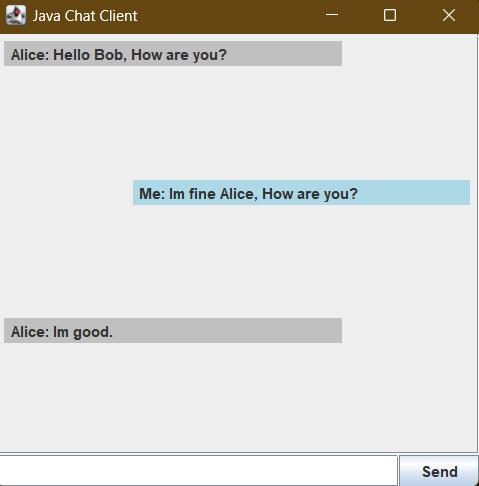 Java Chat Client
Alice: Hello Bob, How are you?
Me: Im fine Alice, How are you?
Alice: Im good.
Send